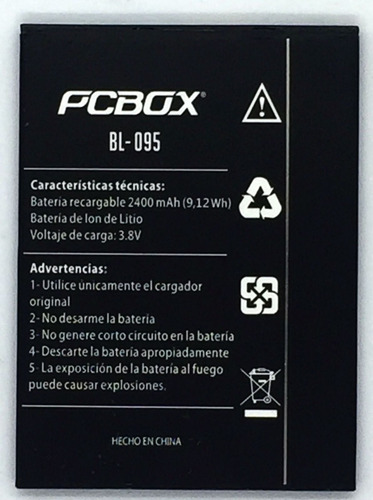 PCBOX®
BL-095
Características técnicas:
Bateria recargable 2400 mAh (9,12 Wh)
Batería de Ion de Litio
Voltaje de carga: 3.8V
Advertencias:
1- Utilice únicamente el cargador
original
2- No desarme la batería
3- No genere corto circuito en la batería
4- Descarte la batería apropiadamente
5- La exposición de la batería al fuego
puede causar explosiones.
HECHO EN CHINA